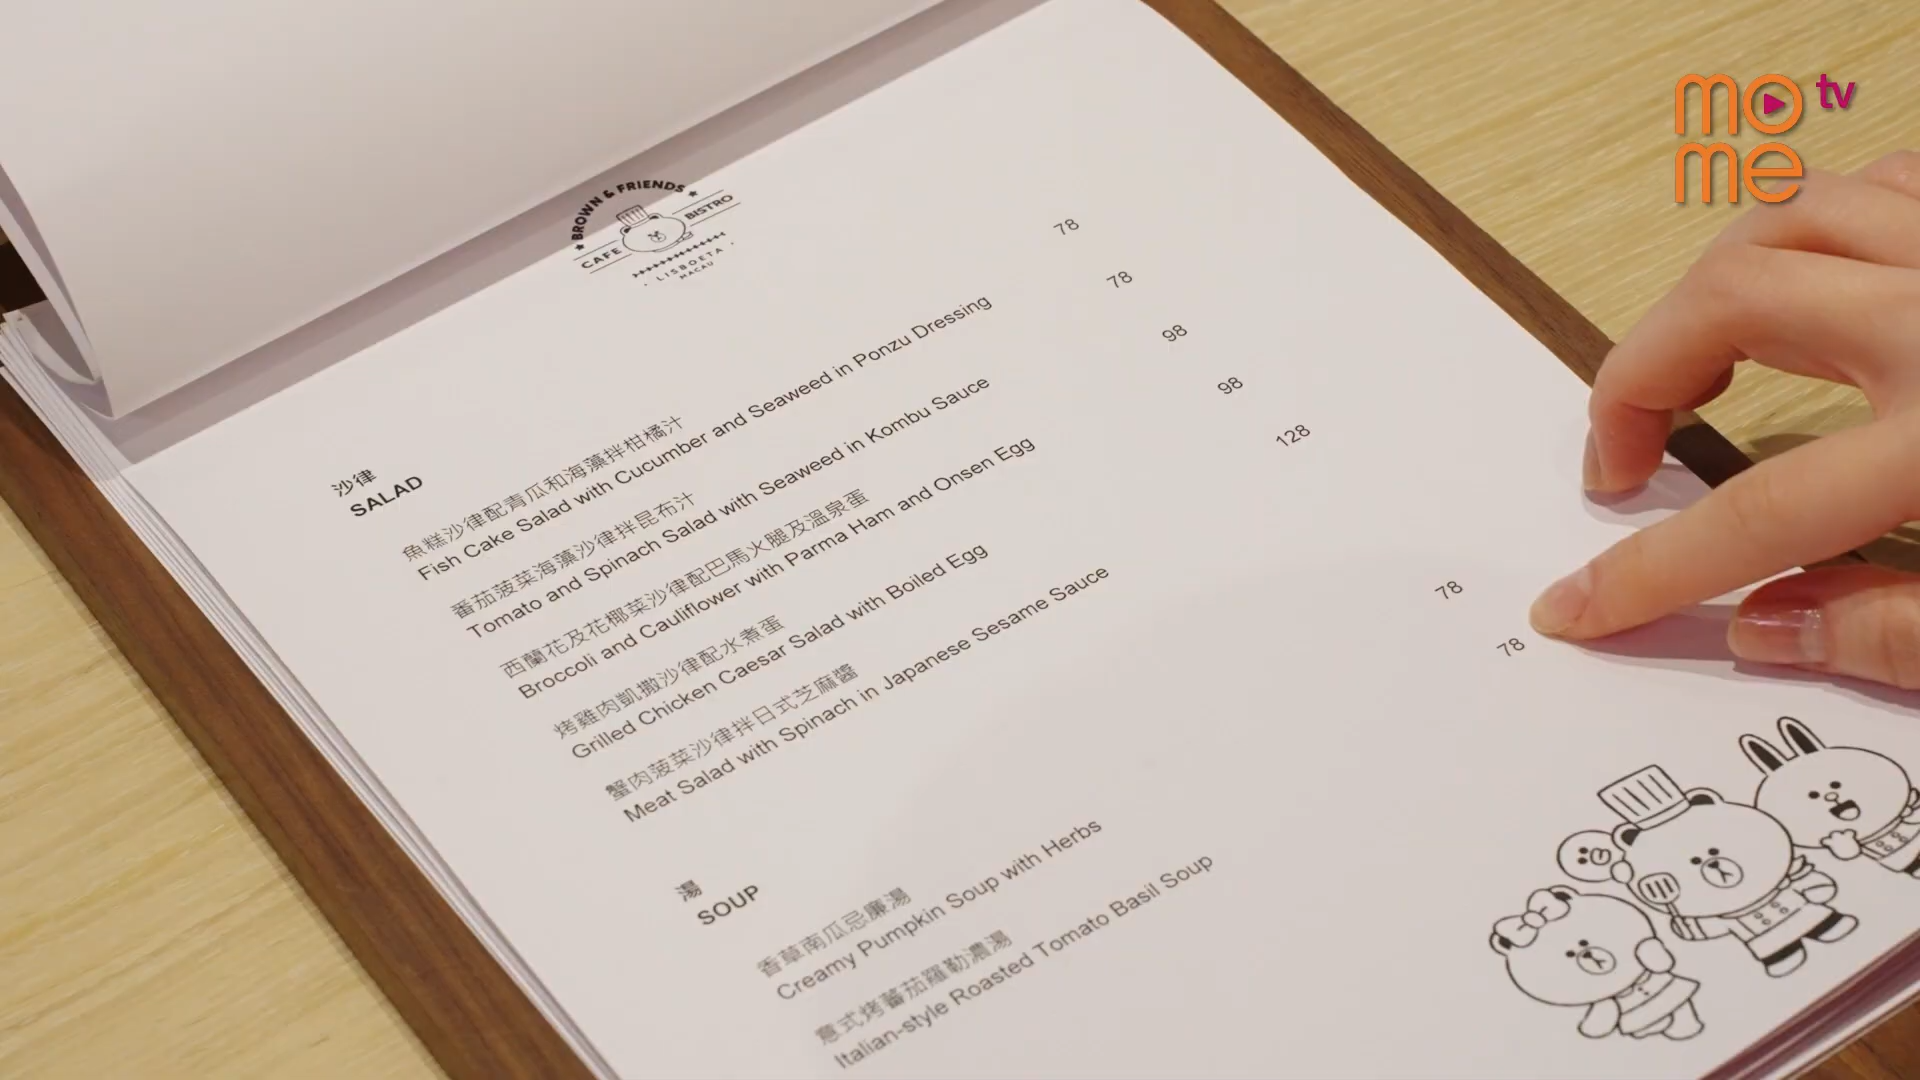 mo tv
me
BROWN & FRIENDS
CAFE BISTRO
LISBOETA
MACAU
沙律
SALAD
魚糕沙律配青瓜和海藻拌柑橘汁
Fish Cake Salad with Cucumber and Seaweed in Ponzu Dressing 78
番茄菠菜海藻沙律拌昆布汁
Tomato and Spinach Salad with Seaweed in Kombu Sauce 78
西蘭花及花椰菜沙律配巴馬火腿及溫泉蛋
Broccoli and Cauliflower with Parma Ham and Onsen Egg 98
烤雞肉凱撒沙律配水煮蛋
Grilled Chicken Caesar Salad with Boiled Egg 98
蟹肉菠菜沙律拌日式芝麻醬
Meat Salad with Spinach in Japanese Sesame Sauce 128
湯
SOUP
香草南瓜忌廉湯
Creamy Pumpkin Soup with Herbs 78
意式烤蕃茄羅勒濃湯
Italian-style Roasted Tomato Basil Soup 78